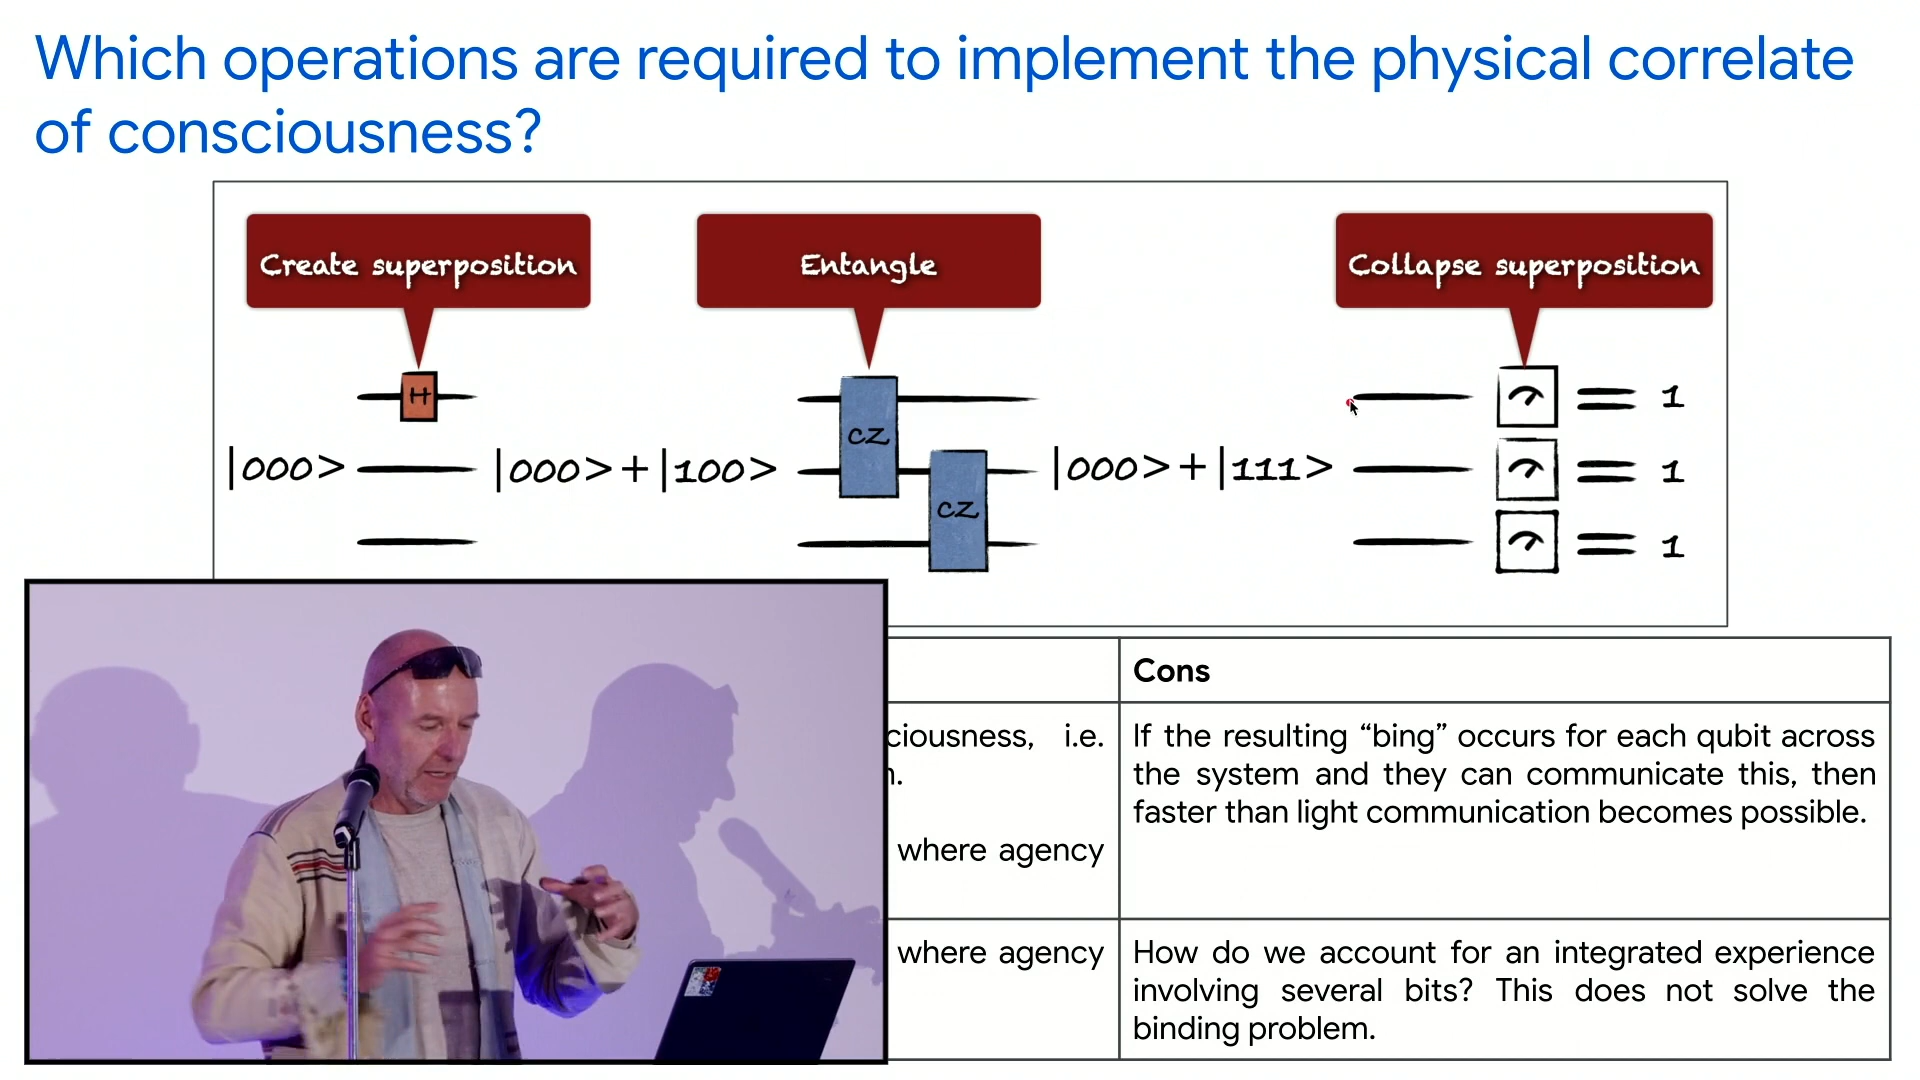 Which operations are required to implement the physical correlate
of consciousness?
Create superposition
Entangle
Collapse superposition
H
CZ
CZ
|000>
|000>+|100>
|000>+|111>
= 1
= 1
= 1
Cons
ciousness, i.e.
n.
where agency
If the resulting “bing” occurs for each qubit across
the system and they can communicate this, then
faster than light communication becomes possible.
where agency
How do we account for an integrated experience
involving several bits? This does not solve the
binding problem.